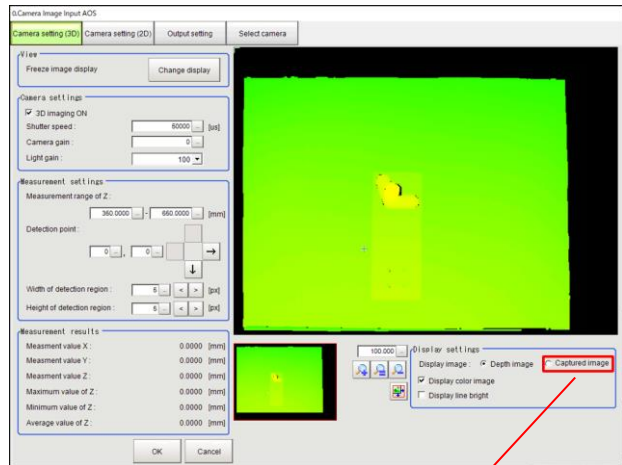 0.Camera Image Input AOS
Camera setting (3D) Camera setting (2D) Output setting Select camera
View
Freeze image display Change display
Camera settings
3D imaging ON
Shutter speed : 60000 ... [us]
Camera gain : 0 ...
Light gain : 100
Measurement settings
Measurement range of Z :
360.0000 ... - 660.0000 ... [mm]
Detection point :
0 ... , 0 ...
Width of detection region : 5 ... < > [px]
Height of detection region : 5 ... < > [px]
Measurement results
Measment value X : 0.0000 [mm]
Measment value Y : 0.0000 [mm]
Measment value Z : 0.0000 [mm]
Maximum value of Z : 0.0000 [mm]
Minimum value of Z : 0.0000 [mm]
Average value of Z : 0.0000 [mm]
100.000 ...
Display settings
Display image : Depth image Captured image
Display color image
Display line bright
OK Cancel